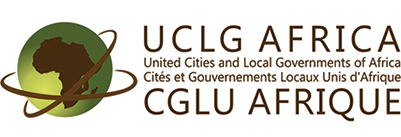 UCLG AFRICA
United Cities and Local Governments of Africa
Cités et Gouvernements Locaux Unis d'Afrique
CGLU AFRIQUE